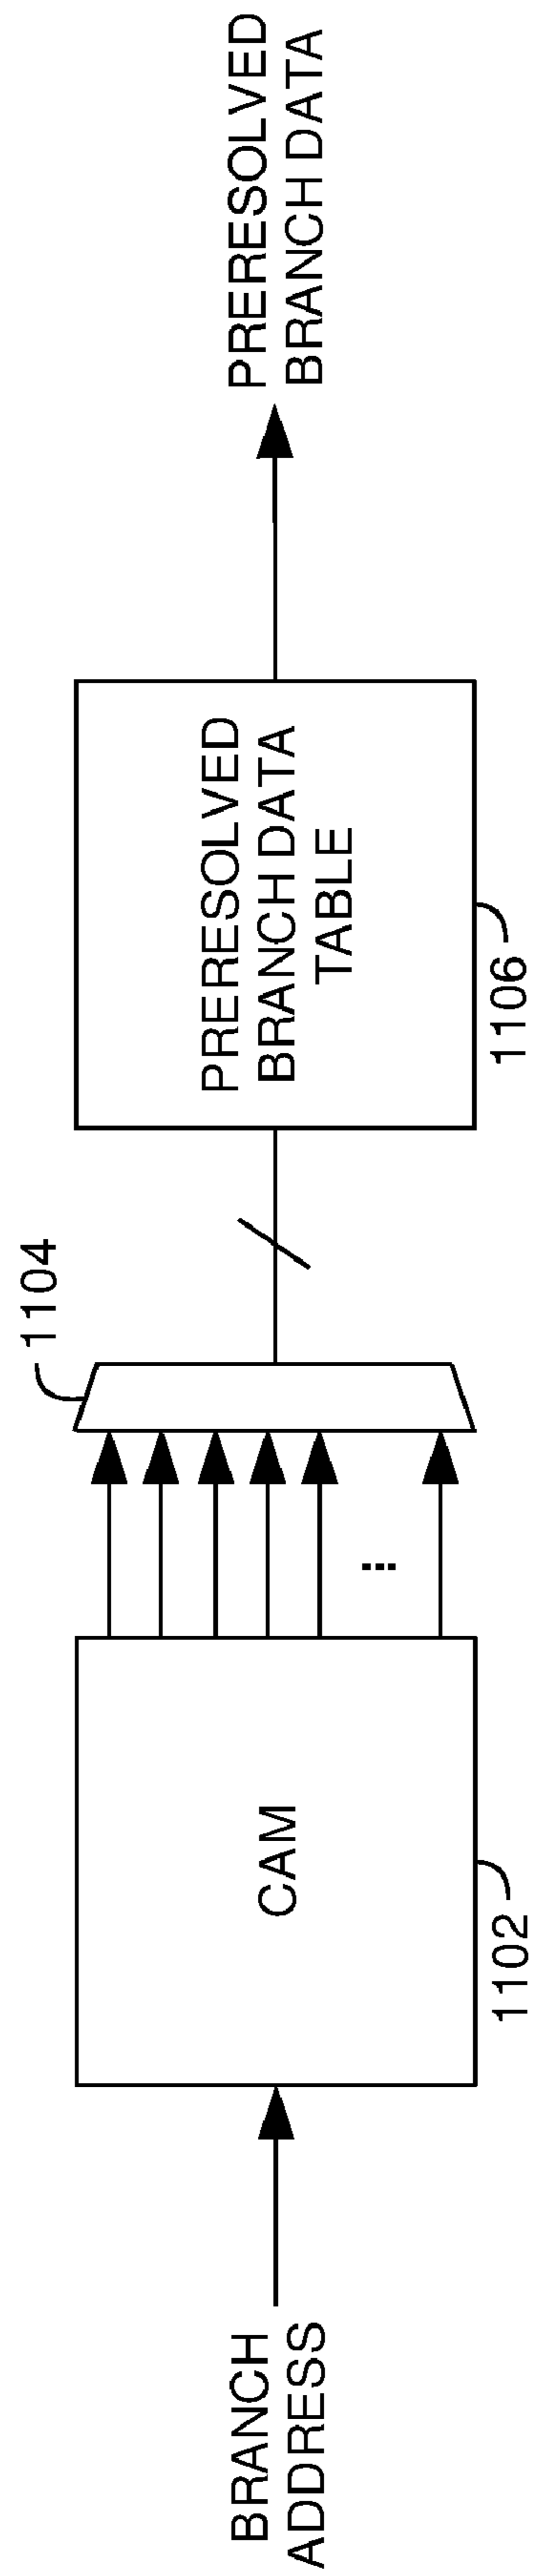 BRANCH
ADDRESS
CAM
1102
1104
PRERESOLVED
BRANCH DATA
TABLE
1106
PRERESOLVED
BRANCH DATA